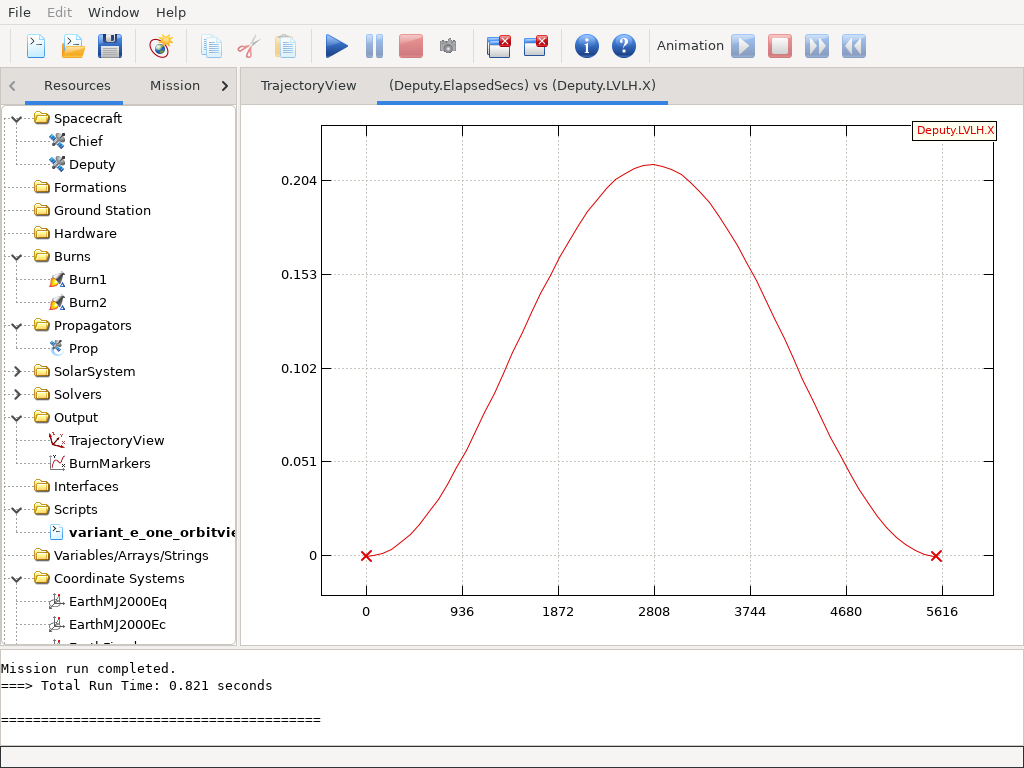 File Edit Window Help
Animation
Resources Mission
TrajectoryView (Deputy.ElapsedSecs) vs (Deputy.LVLH.X)
Spacecraft
Chief
Deputy
Formations
Ground Station
Hardware
Burns
Burn1
Burn2
Propagators
Prop
SolarSystem
Solvers
Output
TrajectoryView
BurnMarkers
Interfaces
Scripts
variant_e_one_orbitvie
Variables/Arrays/Strings
Coordinate Systems
EarthMJ2000Eq
EarthMJ2000Ec
Deputy.LVLH.X
0.204
0.153
0.102
0.051
0
0 936 1872 2808 3744 4680 5616
Mission run completed.
===> Total Run Time: 0.821 seconds
========================================